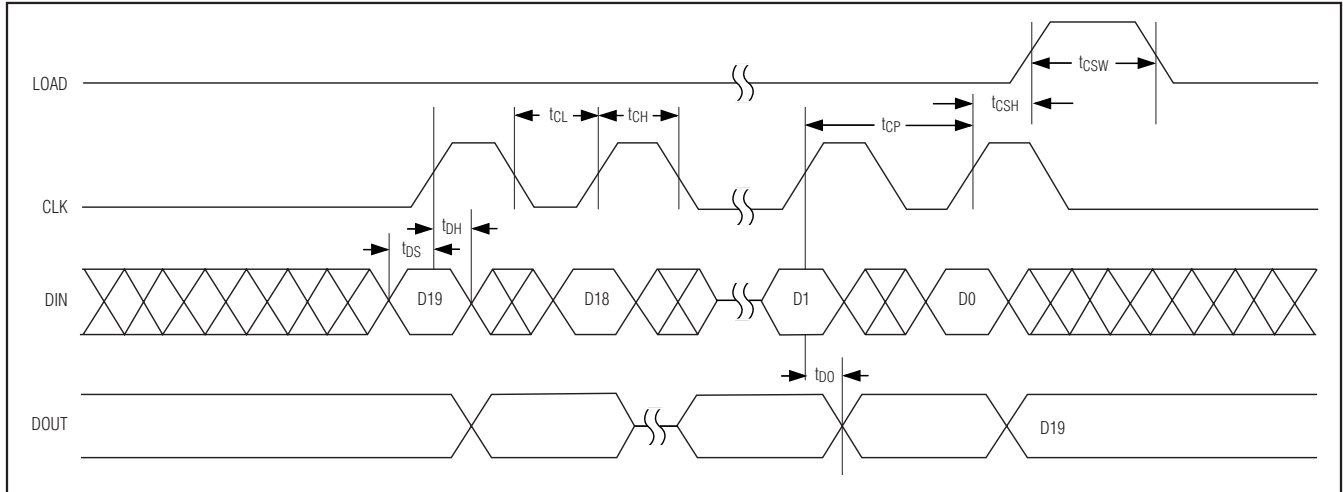 LOAD
tCSW
tCSH
tCL
tCH
tCP
CLK
tDH
tDS
DIN
D19
D18
D1
D0
tDO
DOUT
D19